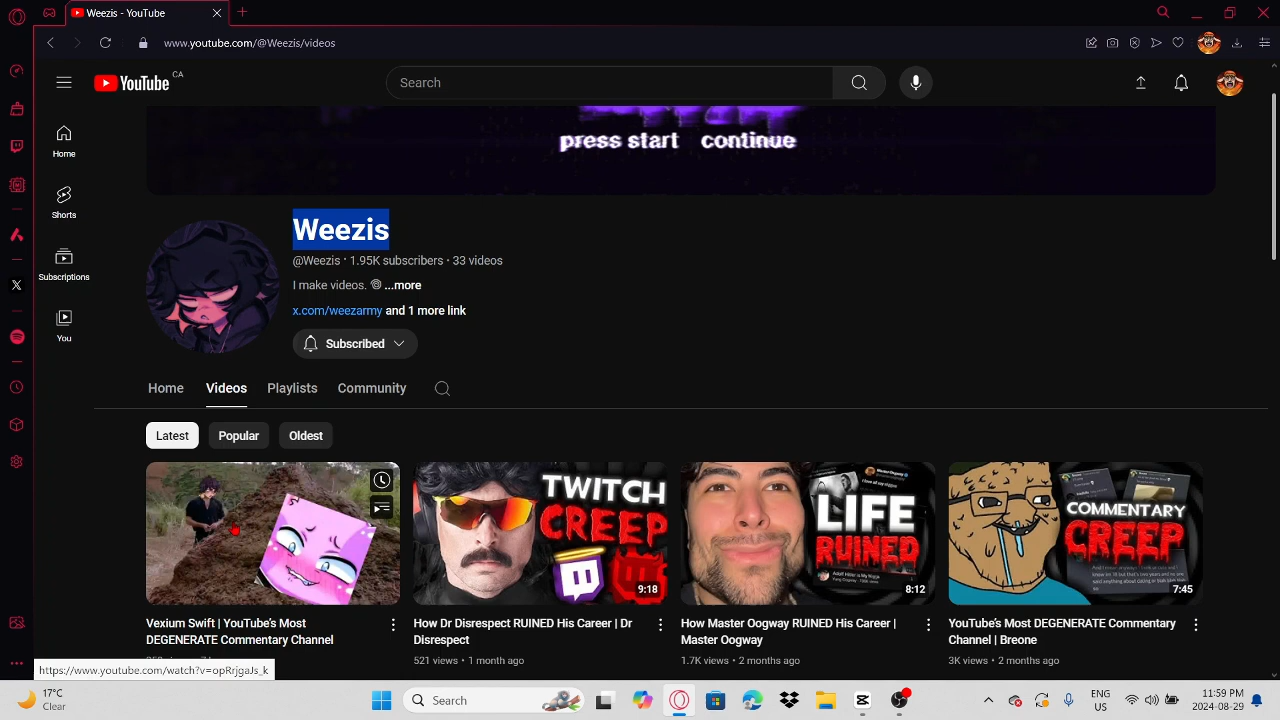 Weezis - YouTube
www.youtube.com/@Weezis/videos
YouTube CA
Search
press start continue
Home
Shorts
Subscriptions
You
Weezis
@Weezis · 1.95K subscribers · 33 videos
I make videos. ...more
x.com/weezarmy and 1 more link
Subscribed
Home Videos Playlists Community
Latest Popular Oldest
TWITCH
CREEP
9:18
LIFE
RUINED
8:12
COMMENTARY
CREEP
7:45
Vexium Swift | YouTube's Most
DEGENERATE Commentary
Channel
How Dr Disrespect RUINED His Career | Dr
Disrespect
521 views • 1 month ago
How Master Oogway RUINED His Career |
Master Oogway
1.7K views • 2 months ago
YouTube's Most DEGENERATE Commentary
Channel | Breone
3K views • 2 months ago
https://www.youtube.com/watch?v=opRrjgaJs_k
17°C
Clear
Search
ENG
US
11:59 PM
2024-08-29